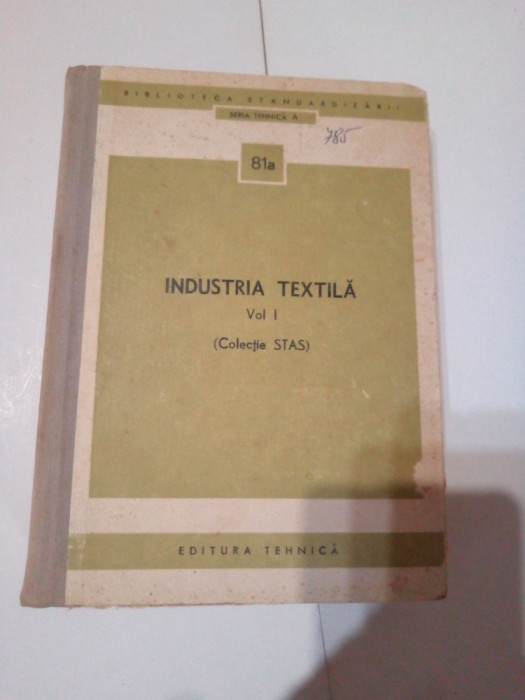 BIBLIOTECA STANDARDIZĂRII
SERIA TEHNICĂ A
785
81a
INDUSTRIA TEXTILĂ
Vol I
(Colecție STAS)
EDITURA TEHNICĂ